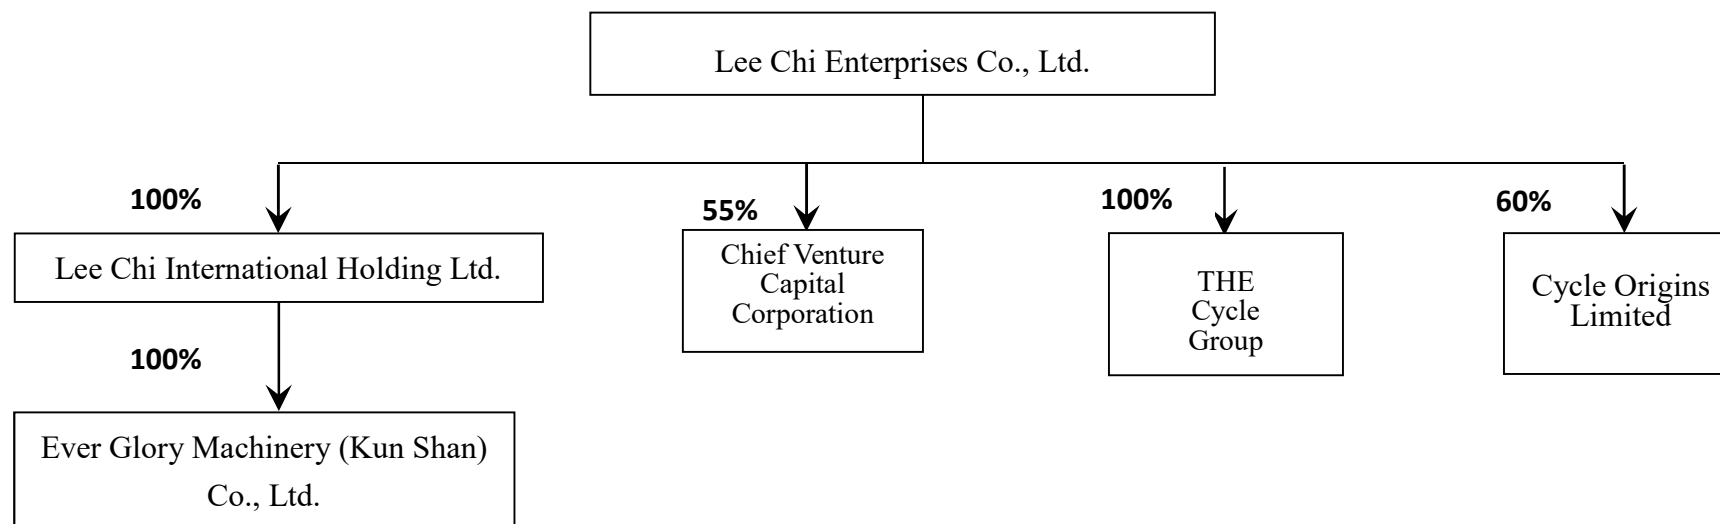 Lee Chi Enterprises Co., Ltd.
100%
55%
100%
60%
Lee Chi International Holding Ltd.
Chief Venture
Capital
Corporation
THE
Cycle
Group
Cycle Origins
Limited
100%
Ever Glory Machinery (Kun Shan)
Co., Ltd.